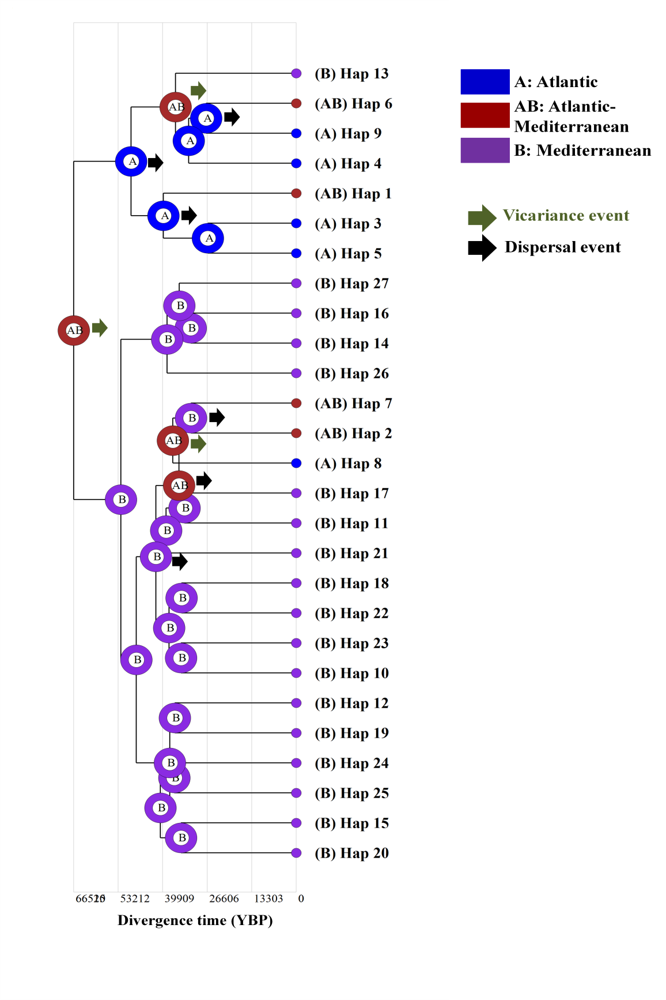 (B) Hap 13
AB
(AB) Hap 6
A
(A) Hap 9
A
(A) Hap 4
A
(AB) Hap 1
A
(A) Hap 3
A
(A) Hap 5
(B) Hap 27
B
(B) Hap 16
B
AB
B
(B) Hap 14
(B) Hap 26
(AB) Hap 7
B
(AB) Hap 2
AB
(A) Hap 8
AB
(B) Hap 17
B
B
(B) Hap 11
B
(B) Hap 21
B
(B) Hap 18
B
(B) Hap 22
B
(B) Hap 23
B
B
(B) Hap 10
(B) Hap 12
B
(B) Hap 19
B
(B) Hap 24
B
(B) Hap 25
B
(B) Hap 15
B
(B) Hap 20
A: Atlantic
AB: Atlantic-
Mediterranean
B: Mediterranean
Vicariance event
Dispersal event
53212 39909 26606 13303 0
Divergence time (YBP)